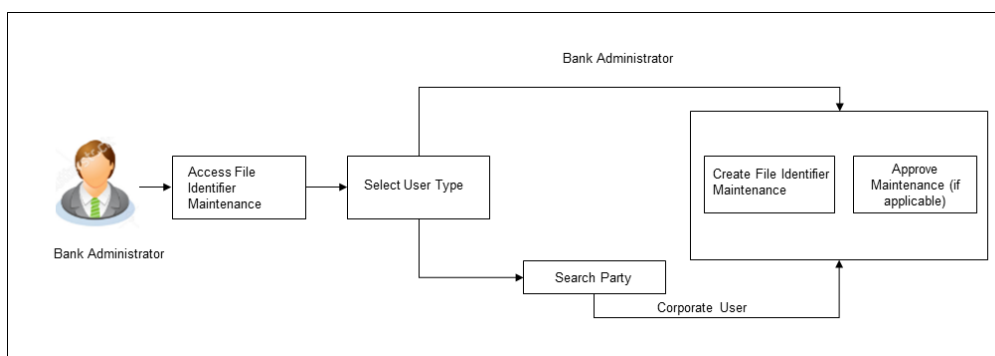 Bank Administrator
Access File
Identifier
Maintenance
Select User Type
Bank Administrator
Create File Identifier
Maintenance
Approve
Maintenance (if
applicable)
Search Party
Corporate User